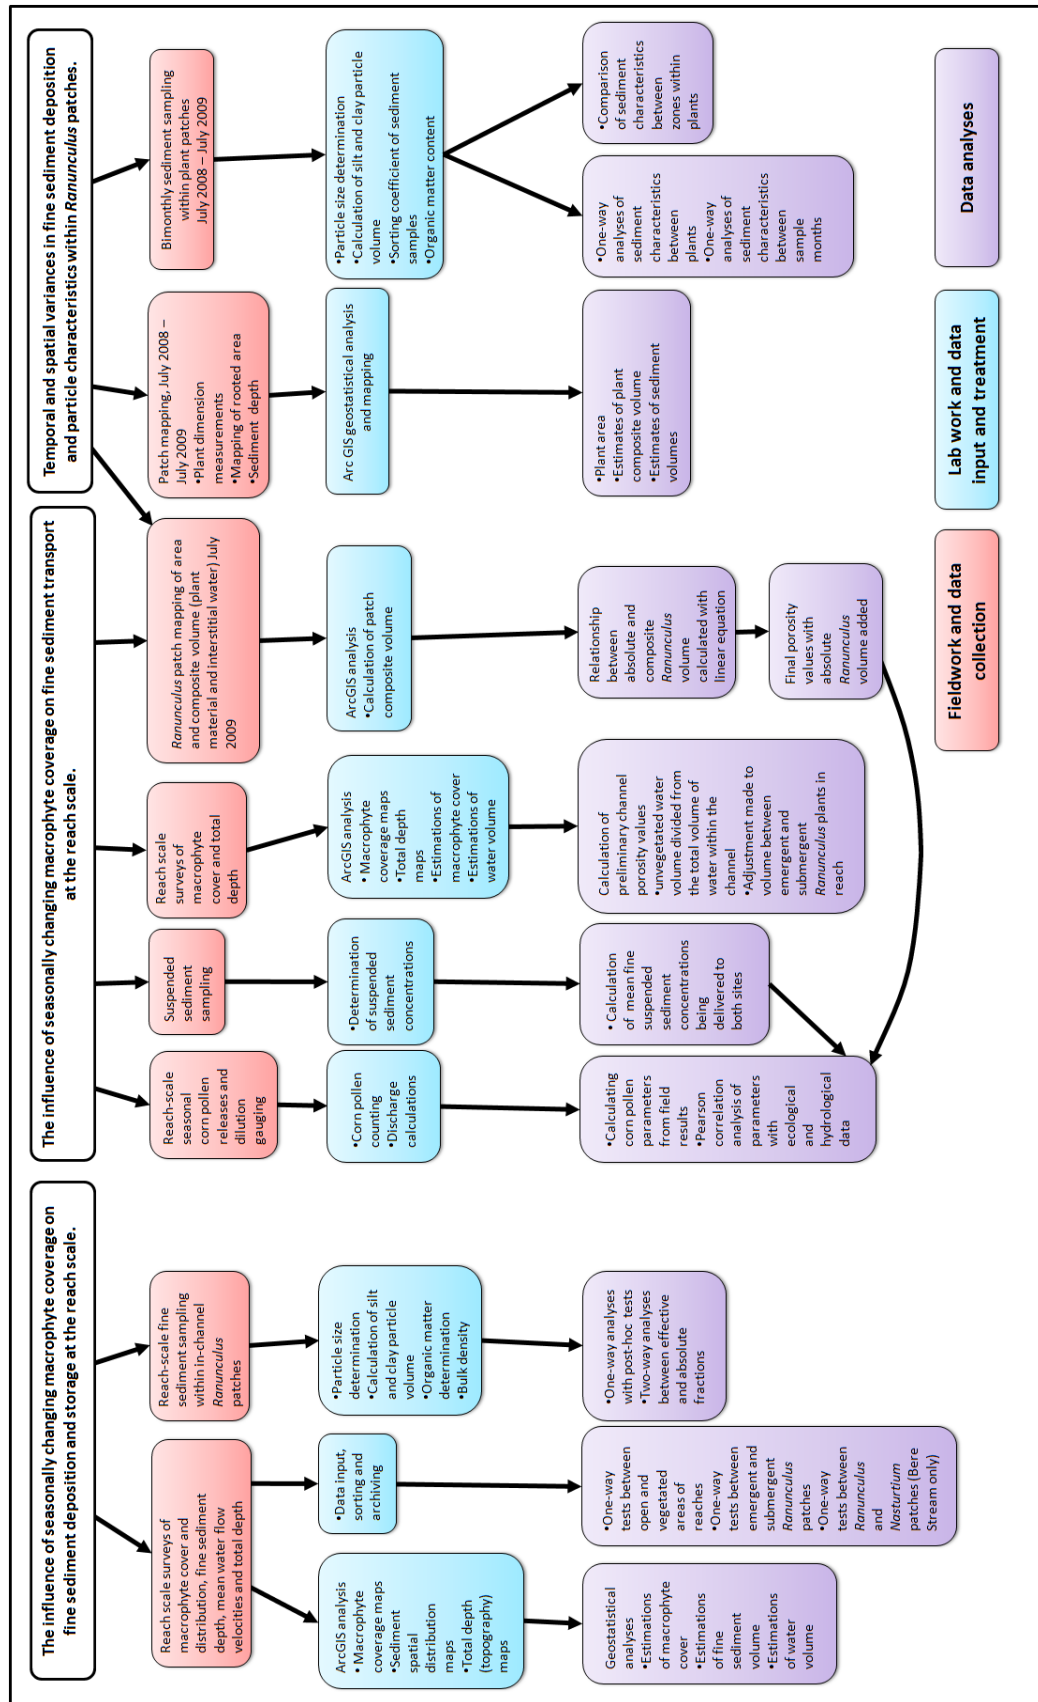 The influence of seasonally changing macrophyte coverage on
fine sediment deposition and storage at the reach scale.
The influence of seasonally changing macrophyte coverage on fine sediment transport
at the reach scale.
Temporal and spatial variances in fine sediment deposition
and particle characteristics within Ranunculus patches.
Reach scale surveys of
macrophyte cover and
distribution, fine sediment
depth, mean water flow
velocities and total depth
Reach-scale fine
sediment sampling
within in-channel
Ranunculus
patches
Reach-scale
seasonal
corn pollen
releases and
dilution
gauging
Suspended
sediment
sampling
Reach scale
surveys of
macrophyte
cover and total
depth
Ranunculus patch mapping of area
and composite volume (plant
material and interstitial water) July
2009
Patch mapping, July 2008 –
July 2009
•Plant dimension
measurements
•Mapping of rooted area
•Sediment depth
Bimonthly sediment sampling
within plant patches
July 2008 – July 2009
ArcGIS analysis
• Macrophyte
coverage maps
•Sediment
spatial
distribution
maps
•Total depth
(topography)
maps
•Data input,
sorting and
archiving
•Particle size
determination
•Calculation of silt
and clay particle
volume
•Organic matter
determination
•Bulk density
•Corn pollen
counting
•Discharge
calculations
•Determination
of suspended
sediment
concentrations
ArcGIS analysis
• Macrophyte
coverage maps
•Total depth
maps
•Estimations of
macrophyte cover
•Estimations of
water volume
ArcGIS analysis
•Calculation of patch
composite volume
Arc GIS geostatistical analysis
and mapping
•Particle size determination
•Calculation of silt and clay particle
volume
•Sorting coefficient of sediment
samples
•Organic matter content
Geostatistical
analyses
•Estimations
of macrophyte
cover
•Estimations
of fine
sediment
volume
•Estimations
of water
volume
•One-way
tests between
open and
vegetated
areas of
reaches
•One-way
tests between
emergent and
submergent
Ranunculus
patches
•One-way
tests between
Ranunculus
and
Nasturtium
patches (Bere
Stream only)
•One-way analyses
with post-hoc tests
•Two-way analyses
between effective
and absolute
fractions
•Calculating
corn pollen
parameters
from field
results
•Pearson
correlation
analysis of
parameters
with
ecological
and
hydrological
data
• Calculation
of mean fine
suspended
sediment
concentrations
being
delivered to
both sites
Calculation of
preliminary channel
porosity values
•unvegetated water
volume divided from
the total volume of
water within the
channel
•Adjustment made to
volume between
emergent and
submergent
Ranunculus plants in
reach
Relationship
between
absolute and
composite
Ranunculus
volume
calculated with
linear equation
Final porosity
values with
absolute
Ranunculus
volume added
•Plant area
•Estimates of plant
composite volume
•Estimates of sediment
volumes
•One-way
analyses of
sediment
characteristics
between
plants
•One-way
analyses of
sediment
characteristics
between
sample
months
•Comparison
of sediment
characteristics
between
zones within
plants
Fieldwork and data
collection
Lab work and data
input and treatment
Data analyses